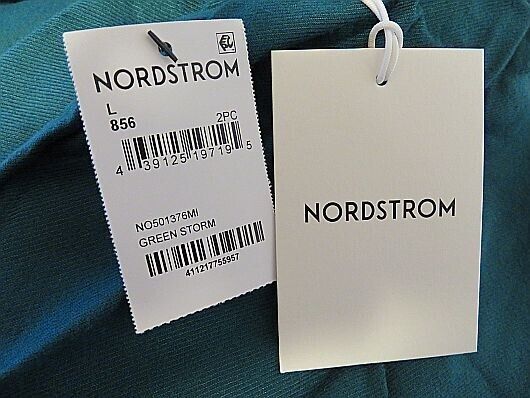 NORDSTROM
L
856
2PC
4 39125 19719 5
NO501376MI
GREEN STORM
411217755957
NORDSTROM